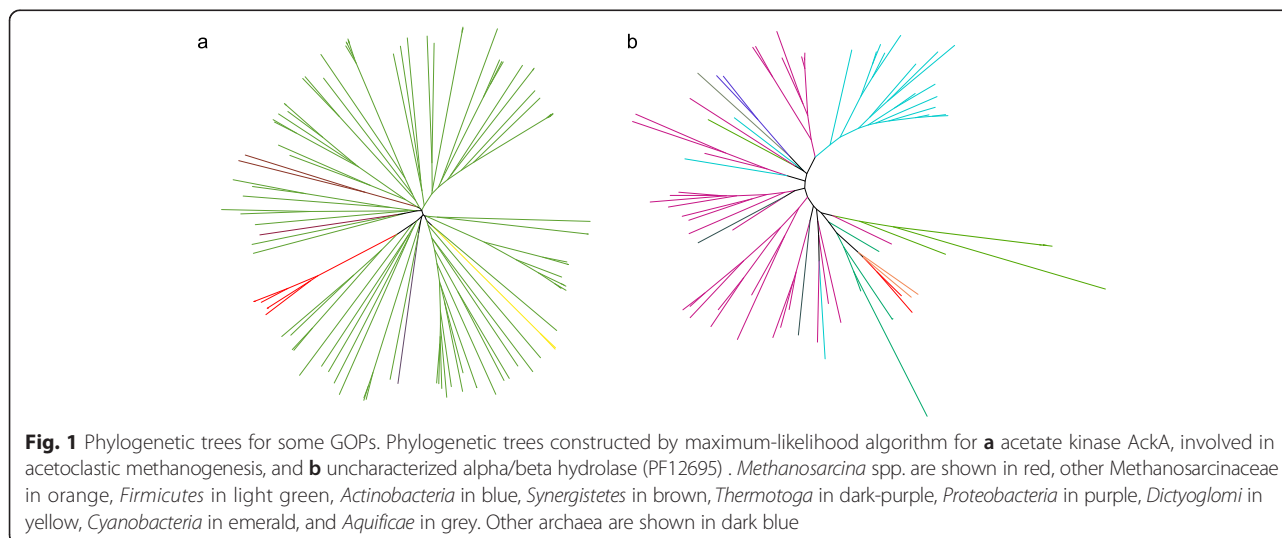 a
b
Fig. 1 Phylogenetic trees for some GOPs. Phylogenetic trees constructed by maximum-likelihood algorithm for a acetate kinase AckA, involved in
acetoclastic methanogenesis, and b uncharacterized alpha/beta hydrolase (PF12695) . Methanosarcina spp. are shown in red, other Methanosarcinaceae
in orange, Firmicutes in light green, Actinobacteria in blue, Synergistetes in brown, Thermotoga in dark-purple, Proteobacteria in purple, Dictyoglomi in
yellow, Cyanobacteria in emerald, and Aquificae in grey. Other archaea are shown in dark blue